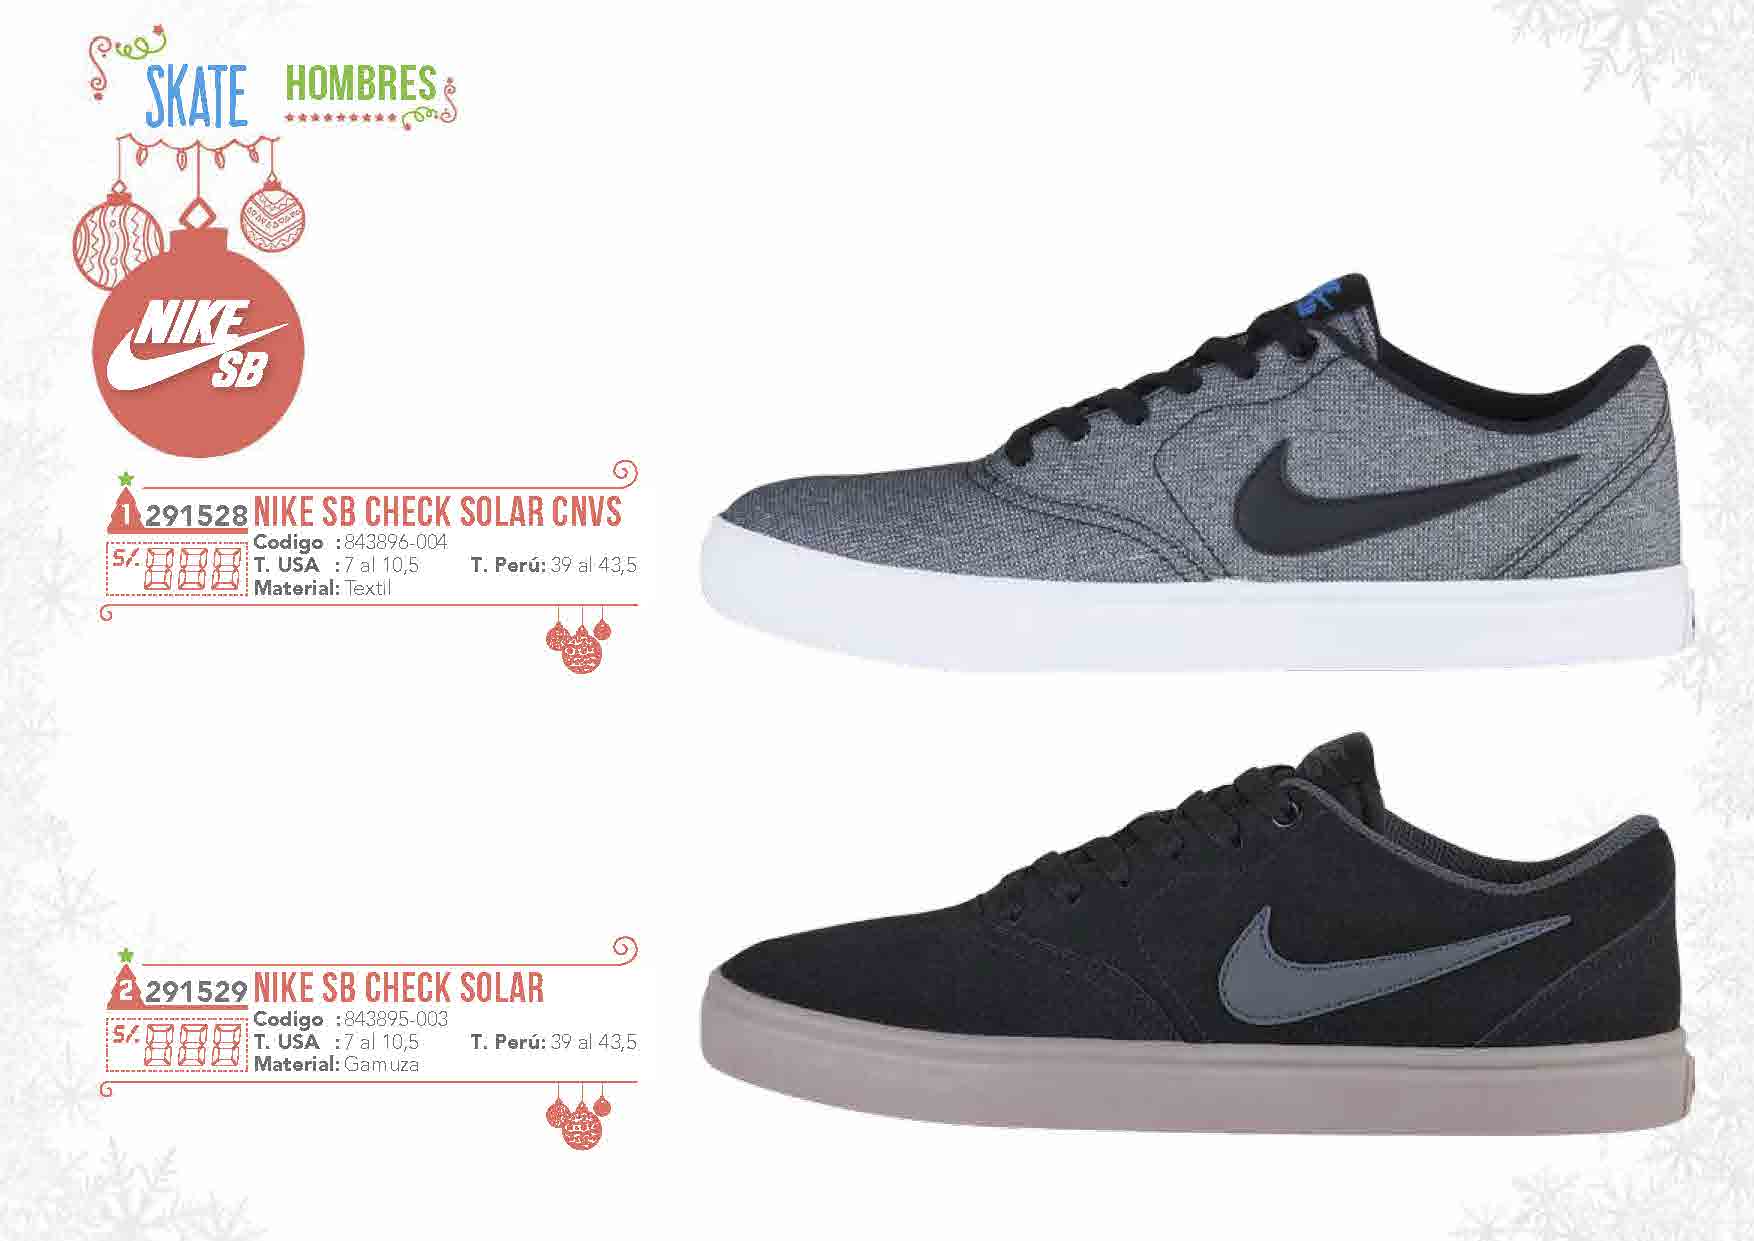 SKATE HOMBRES
NIKE
SB
1 291528 NIKE SB CHECK SOLAR CNVS
Codigo : 843896-004
S/. 888
T. USA : 7 al 10,5 T. Perú: 39 al 43,5
Material: Textil
2 291529 NIKE SB CHECK SOLAR
Codigo : 843895-003
S/. 888
T. USA : 7 al 10,5 T. Perú: 39 al 43,5
Material: Gamuza